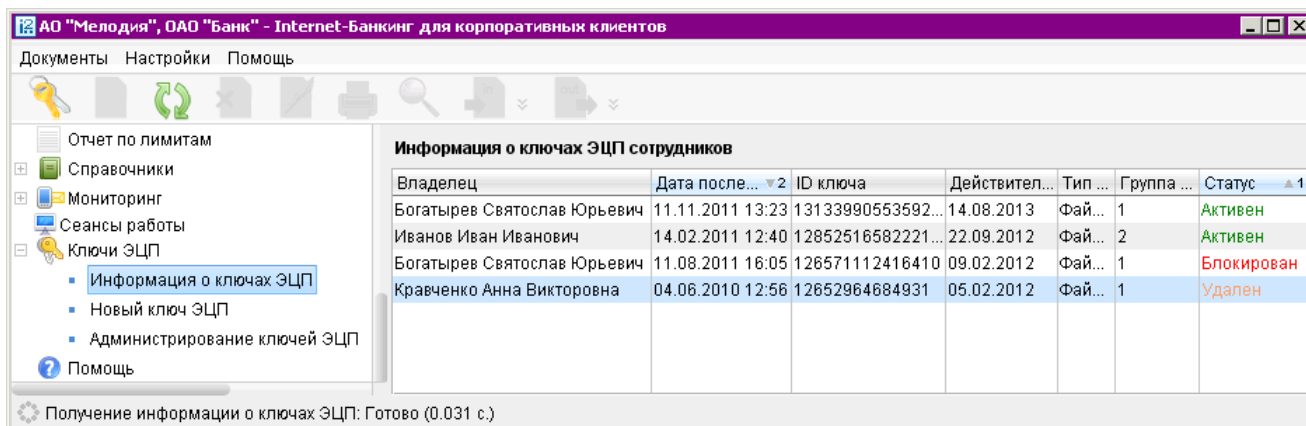 АО "Мелодия", ОАО "Банк" - Internet-Банкинг для корпоративных клиентов
Документы Настройки Помощь
in out
Отчет по лимитам
Справочники
Мониторинг
Сеансы работы
Ключи ЭЦП
Информация о ключах ЭЦП
Новый ключ ЭЦП
Администрирование ключей ЭЦП
Помощь
Информация о ключах ЭЦП сотрудников
Владелец Дата после... 2 ID ключа Действител... Тип ... Группа ... Статус 1
Богатырев Святослав Юрьевич 11.11.2011 13:23 13133990553592... 14.08.2013 Фай... 1 Активен
Иванов Иван Иванович 14.02.2011 12:40 12852516582221... 22.09.2012 Фай... 2 Активен
Богатырев Святослав Юрьевич 11.08.2011 16:05 126571112416410 09.02.2012 Фай... 1 Блокирован
Кравченко Анна Викторовна 04.06.2010 12:56 12652964684931 05.02.2012 Фай... 1 Удален
Получение информации о ключах ЭЦП: Готово (0.031 с.)